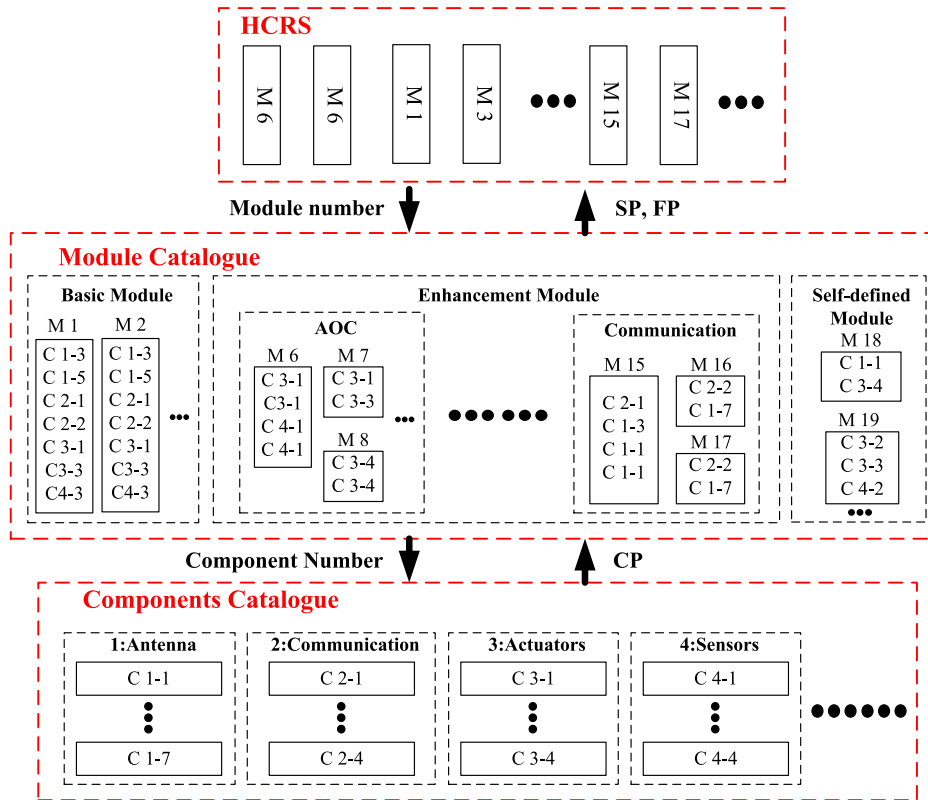 HCRS
M 6
M 6
M 1
M 3
M 15
M 17
Module number
SP, FP
Module Catalogue
Basic Module
M 1
C 1-3
C 1-5
C 2-1
C 2-2
C 3-1
C3-3
C4-3
M 2
C 1-3
C 1-5
C 2-1
C 2-2
C 3-1
C3-3
C4-3
Enhancement Module
AOC
M 6
C 3-1
C3-1
C 4-1
C 4-1
M 7
C 3-1
C 3-3
M 8
C 3-4
C 3-4
Communication
M 15
C 2-1
C 1-3
C 1-1
C 1-1
M 16
C 2-2
C 1-7
M 17
C 2-2
C 1-7
Self-defined
Module
M 18
C 1-1
C 3-4
M 19
C 3-2
C 3-3
C 4-2
Component Number
CP
Components Catalogue
1:Antenna
C 1-1
C 1-7
2:Communication
C 2-1
C 2-4
3:Actuators
C 3-1
C 3-4
4:Sensors
C 4-1
C 4-4